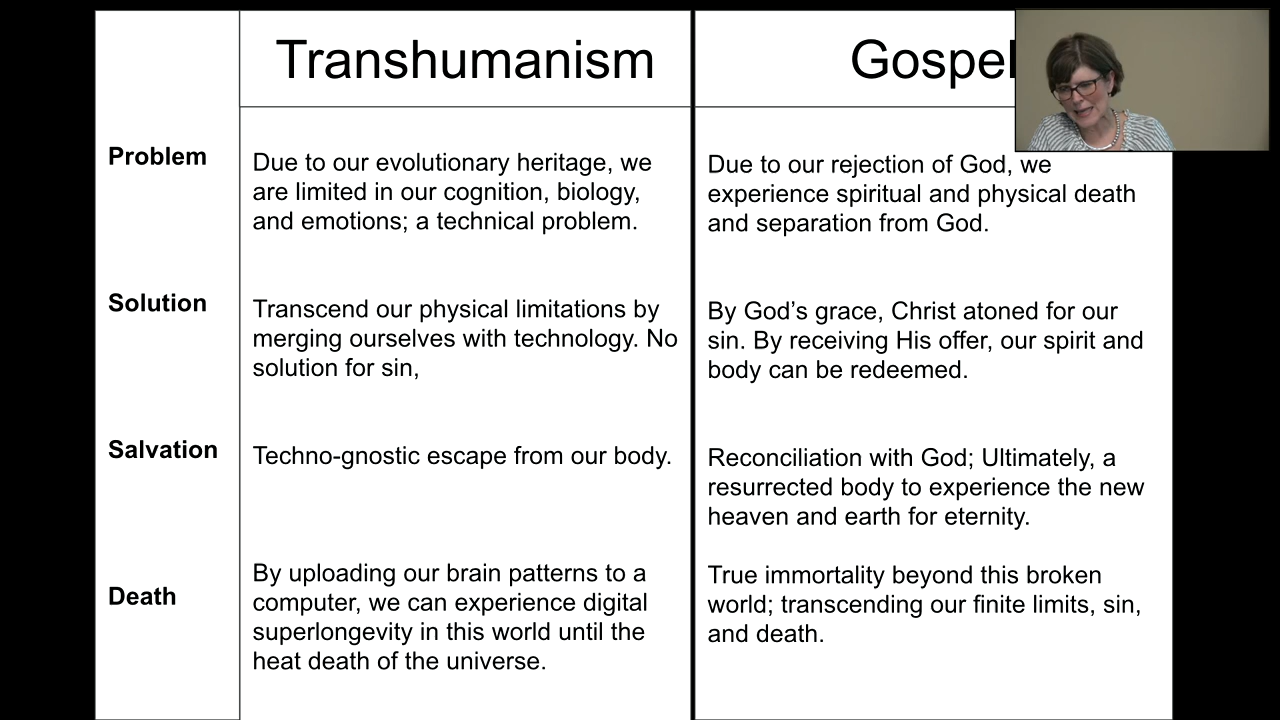 Transhumanism
Gospel
Problem
Due to our evolutionary heritage, we
are limited in our cognition, biology,
and emotions; a technical problem.
Due to our rejection of God, we
experience spiritual and physical death
and separation from God.
Solution
Transcend our physical limitations by
merging ourselves with technology. No
solution for sin,
By God’s grace, Christ atoned for our
sin. By receiving His offer, our spirit and
body can be redeemed.
Salvation
Techno-gnostic escape from our body.
Reconciliation with God; Ultimately, a
resurrected body to experience the new
heaven and earth for eternity.
Death
By uploading our brain patterns to a
computer, we can experience digital
superlongevity in this world until the
heat death of the universe.
True immortality beyond this broken
world; transcending our finite limits, sin,
and death.